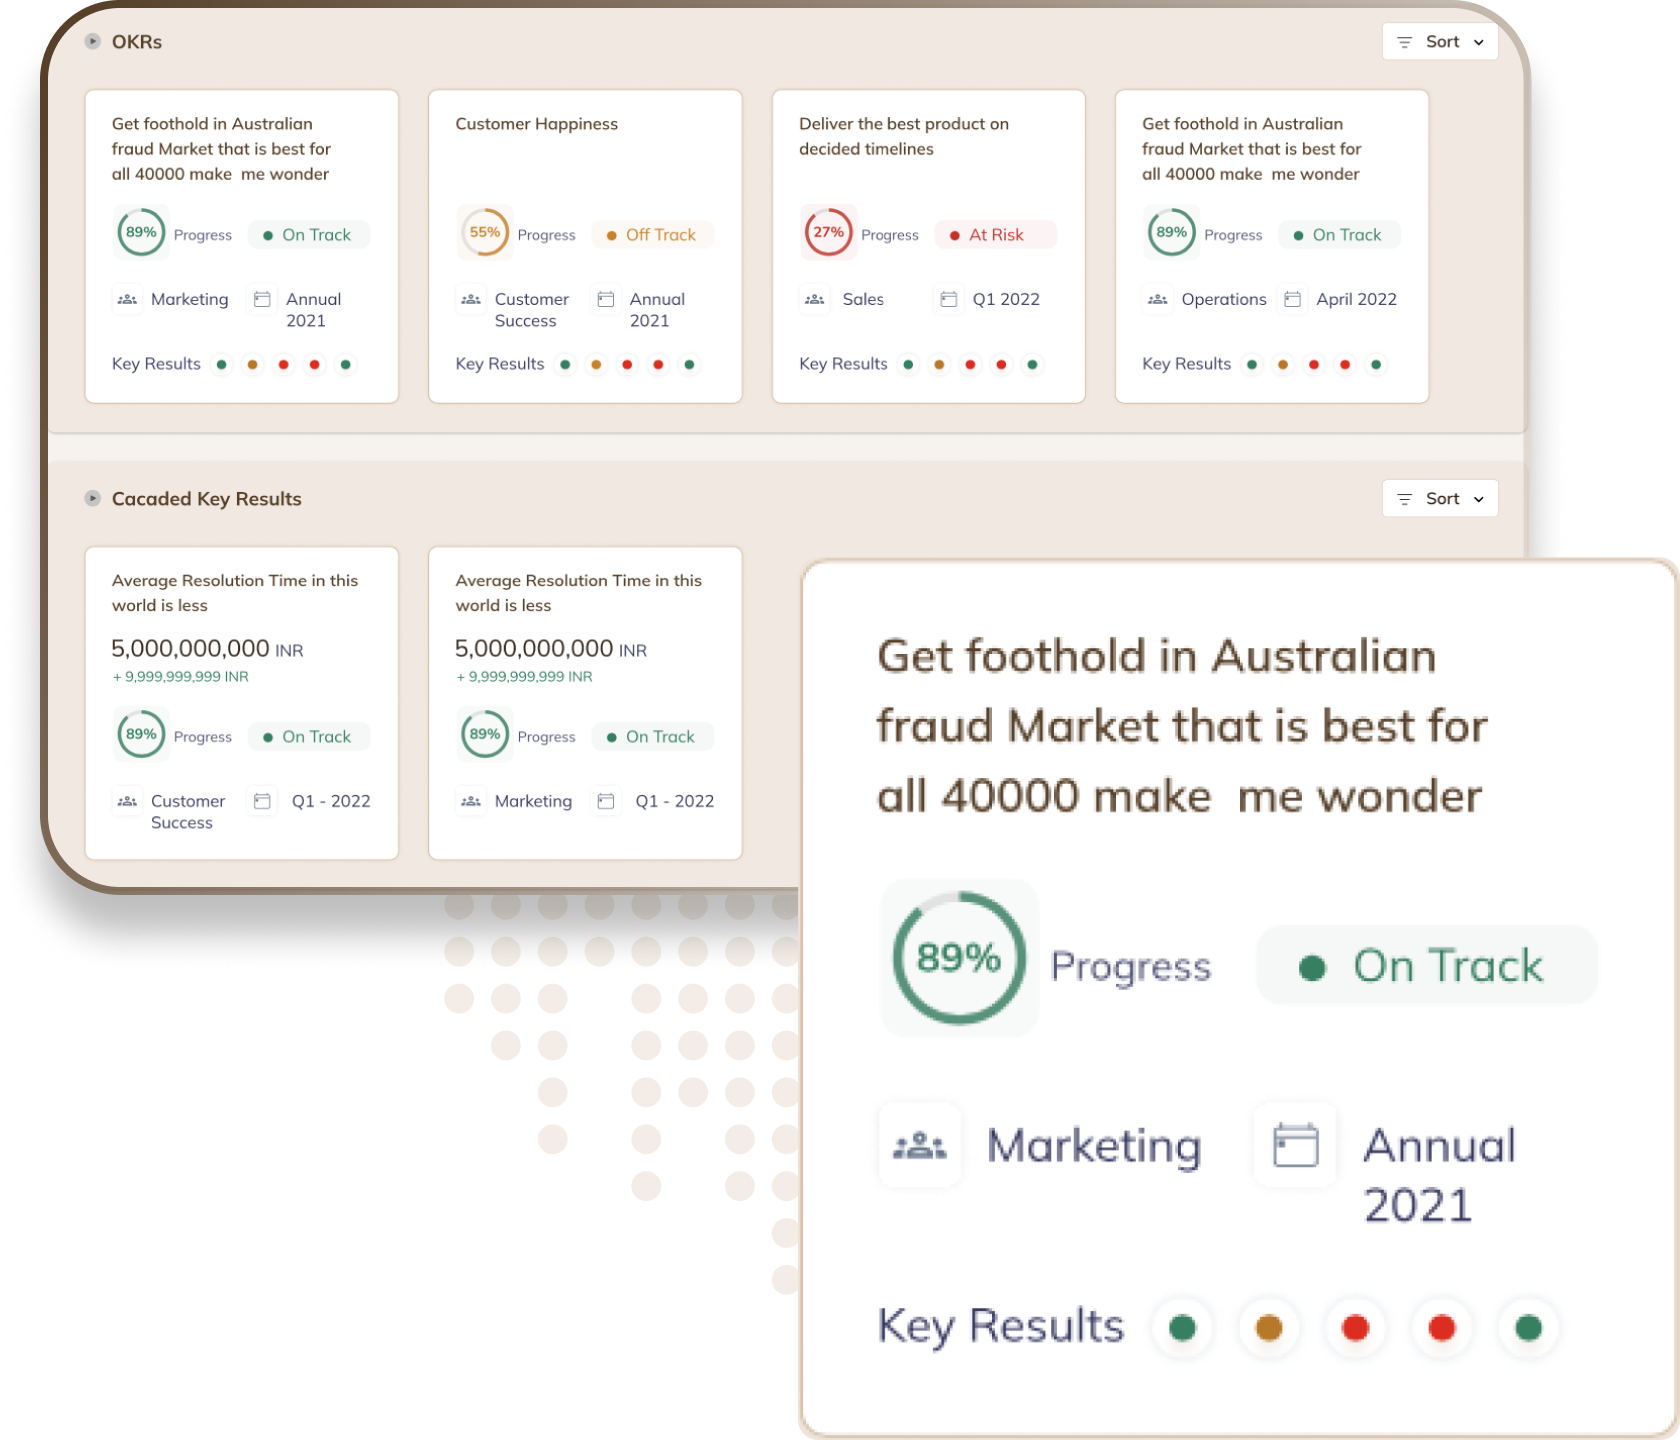 OKRs
Sort
Get foothold in Australian
fraud Market that is best for
all 40000 make  me wonder
89% Progress On Track
Marketing Annual
2021
Key Results
Customer Happiness
55% Progress Off Track
Customer Annual
Success 2021
Key Results
Deliver the best product on
decided timelines
27% Progress At Risk
Sales Q1 2022
Key Results
Get foothold in Australian
fraud Market that is best for
all 40000 make  me wonder
89% Progress On Track
Operations April 2022
Key Results
Cacaded Key Results
Sort
Average Resolution Time in this
world is less
5,000,000,000 INR
+ 9,999,999,999 INR
89% Progress On Track
Customer Q1 - 2022
Success
Average Resolution Time in this
world is less
5,000,000,000 INR
+ 9,999,999,999 INR
89% Progress On Track
Marketing Q1 - 2022
Get foothold in Australian
fraud Market that is best for
all 40000 make  me wonder
89% Progress On Track
Marketing Annual
2021
Key Results